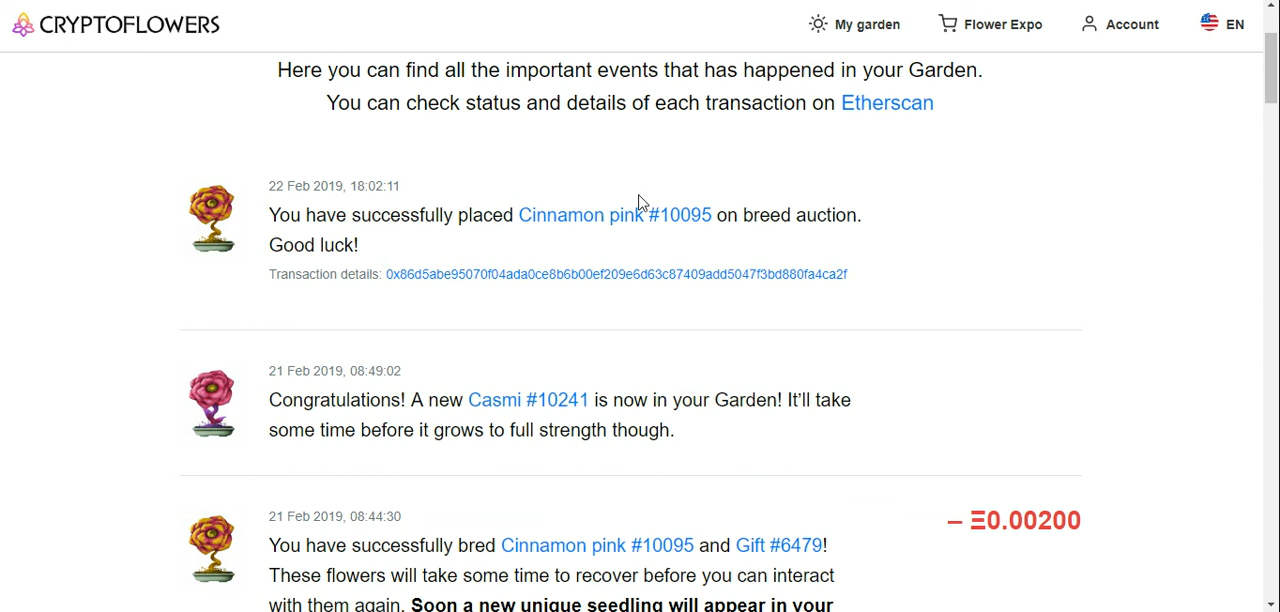 CRYPTOFLOWERS
My garden
Flower Expo
Account
EN
Here you can find all the important events that has happened in your Garden.
You can check status and details of each transaction on Etherscan
22 Feb 2019, 18:02:11
You have successfully placed Cinnamon pink #10095 on breed auction.
Good luck!
Transaction details: 0x86d5abe95070f04ada0ce8b6b00ef209e6d63c87409add5047f3bd880fa4ca2f
21 Feb 2019, 08:49:02
Congratulations! A new Casmi #10241 is now in your Garden! It’ll take
some time before it grows to full strength though.
21 Feb 2019, 08:44:30
– Ξ0.00200
You have successfully bred Cinnamon pink #10095 and Gift #6479!
These flowers will take some time to recover before you can interact
with them again. Soon a new unique seedling will appear in your